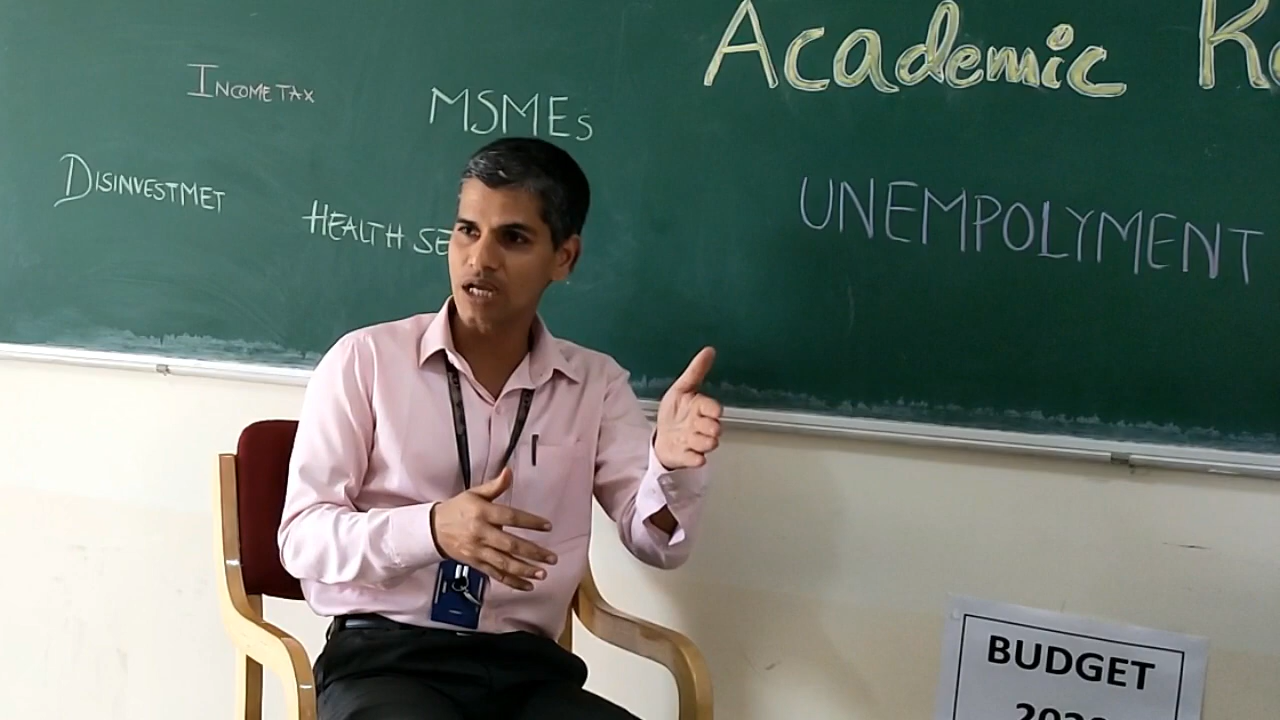 Academic
INCOME TAX
MSMES
DISINVESTMET
HEALTH
UNEMPOLYMENT
BUDGET